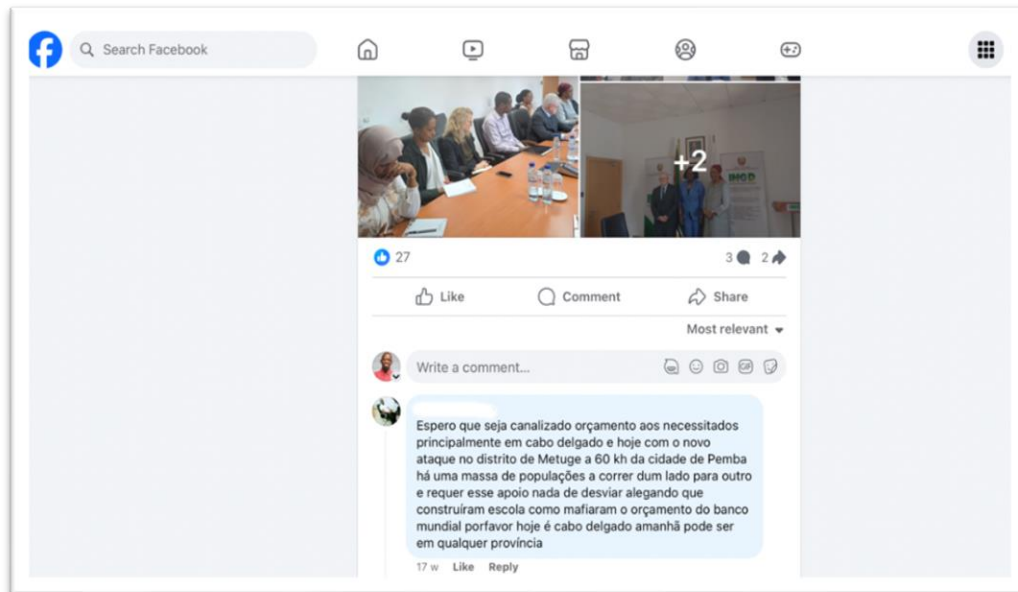 Search Facebook
+2
INGD
27
3 2
Like Comment Share
Most relevant
Write a comment...
GIF
Espero que seja canalizado orçamento aos necessitados
principalmente em cabo delgado e hoje com o novo
ataque no distrito de Metuge a 60 kh da cidade de Pemba
há uma massa de populações a correr dum lado para outro
e requer esse apoio nada de desviar alegando que
construíram escola como mafiaram o orçamento do banco
mundial porfavor hoje é cabo delgado amanhã pode ser
em qualquer província
17 w Like Reply